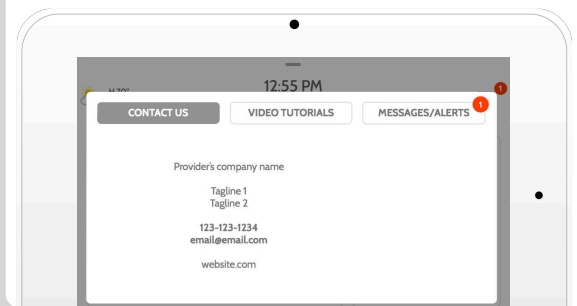 H 70°
12:55 PM
1
CONTACT US
VIDEO TUTORIALS
MESSAGES/ALERTS
1
Provider's company name
Tagline 1
Tagline 2
123-123-1234
email@email.com
website.com